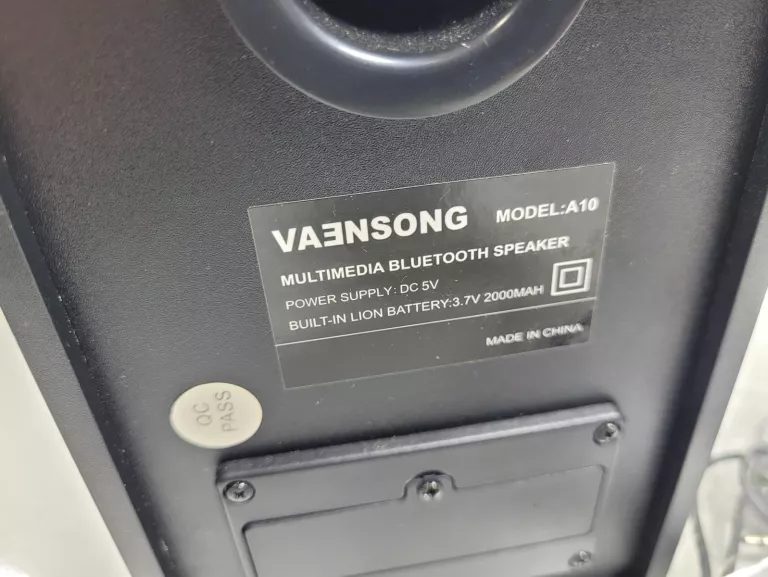 VAƎNSONG MODEL:A10
MULTIMEDIA BLUETOOTH SPEAKER
POWER SUPPLY: DC 5V
BUILT-IN LION BATTERY:3.7V 2000MAH
MADE IN CHINA
QC
PASS